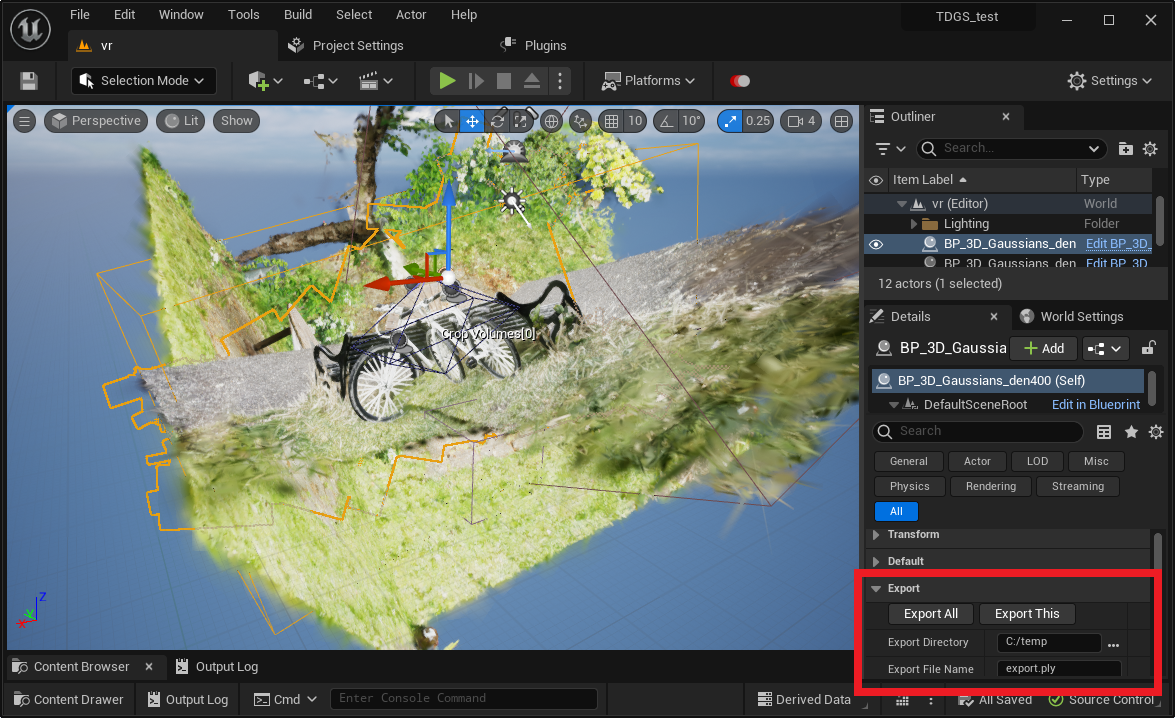 File Edit Window Tools Build Select Actor Help
TDGS_test
vr
Project Settings
Plugins
Selection Mode
Platforms
Settings
Perspective
Lit
Show
10
10°
0.25
4
Crop Volumes[0]
Z
Outliner
Search...
Item Label
Type
vr (Editor)
World
Lighting
Folder
BP_3D_Gaussians_den
Edit BP_3D_
BP_3D_Gaussians_den
Edit BP_3D_
12 actors (1 selected)
Details
World Settings
BP_3D_Gaussia
Add
BP_3D_Gaussians_den400 (Self)
DefaultSceneRoot
Edit in Blueprint
Search
General
Actor
LOD
Misc
Physics
Rendering
Streaming
All
Transform
Default
Export
Export All
Export This
Export Directory
C:/temp
Export File Name
export.ply
Content Browser
Output Log
Content Drawer
Output Log
Cmd
Enter Console Command
Derived Data
All Saved
Source Control